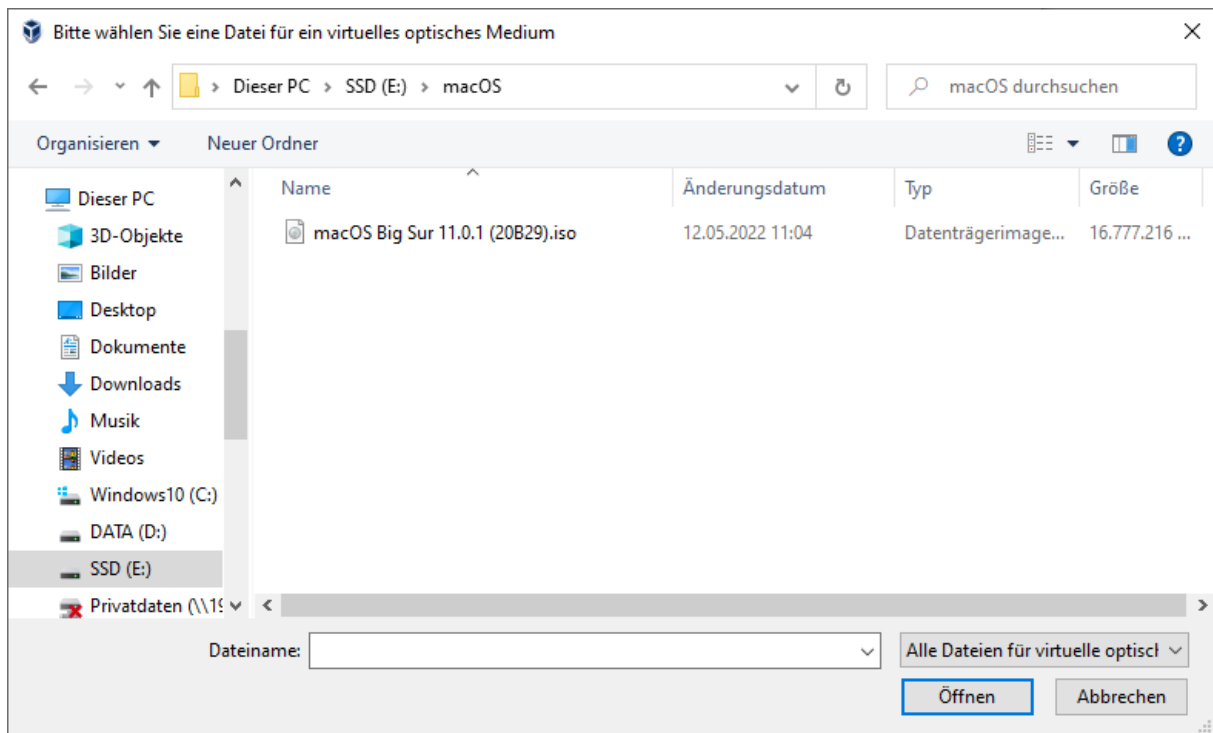 Bitte wählen Sie eine Datei für ein virtuelles optisches Medium
Dieser PC > SSD (E:) > macOS
macOS durchsuchen
Organisieren
Neuer Ordner
Name
Änderungsdatum
Typ
Größe
macOS Big Sur 11.0.1 (20B29).iso
12.05.2022 11:04
Datenträgerimage...
16.777.216 ...
Dieser PC
3D-Objekte
Bilder
Desktop
Dokumente
Downloads
Musik
Videos
Windows10 (C:)
DATA (D:)
SSD (E:)
Privatdaten (\\19
Dateiname:
Alle Dateien für virtuelle optisch
Öffnen
Abbrechen